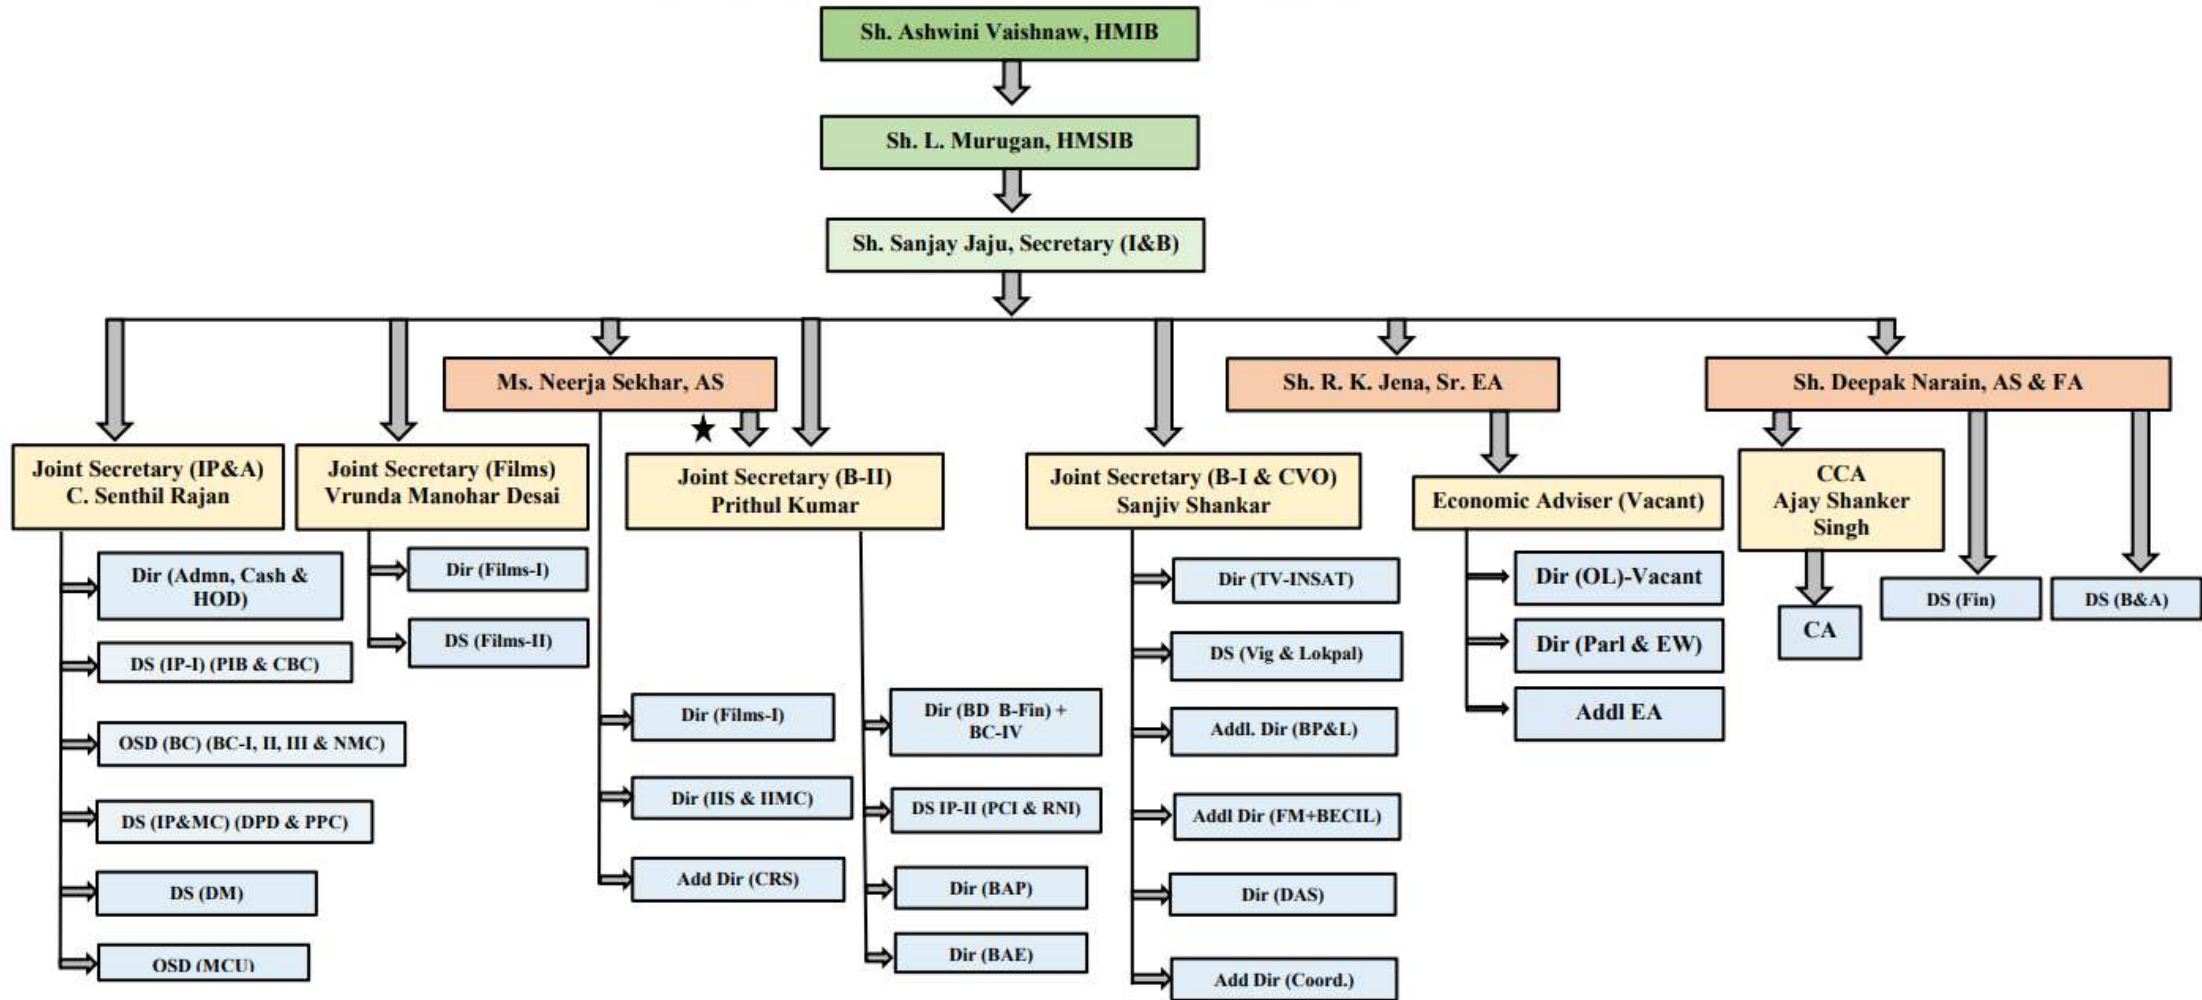 Sh. Ashwini Vaishnaw, HMIB
Sh. L. Murugan, HMSIB
Sh. Sanjay Jaju, Secretary (I&B)
Ms. Neerja Sekhar, AS
Sh. R. K. Jena, Sr. EA
Sh. Deepak Narain, AS & FA
Joint Secretary (IP&A)
C. Senthil Rajan
Joint Secretary (Films)
Vrunda Manohar Desai
Joint Secretary (B-II)
Prithul Kumar
Joint Secretary (B-I & CVO)
Sanjiv Shankar
Economic Adviser (Vacant)
CCA
Ajay Shanker
Singh
Dir (Admn, Cash &
HOD)
DS (IP-I) (PIB & CBC)
OSD (BC) (BC-I, II, III & NMC)
DS (IP&MC) (DPD & PPC)
DS (DM)
OSD (MCU)
Dir (Films-I)
DS (Films-II)
Dir (Films-I)
Dir (IIS & IIMC)
Add Dir (CRS)
Dir (BD B-Fin) +
BC-IV
DS IP-II (PCI & RNI)
Dir (BAP)
Dir (BAE)
Dir (TV-INSAT)
DS (Vig & Lokpal)
Addl. Dir (BP&L)
Addl Dir (FM+BECIL)
Dir (DAS)
Add Dir (Coord.)
Dir (OL)-Vacant
Dir (Parl & EW)
Addl EA
CA
DS (Fin)
DS (B&A)